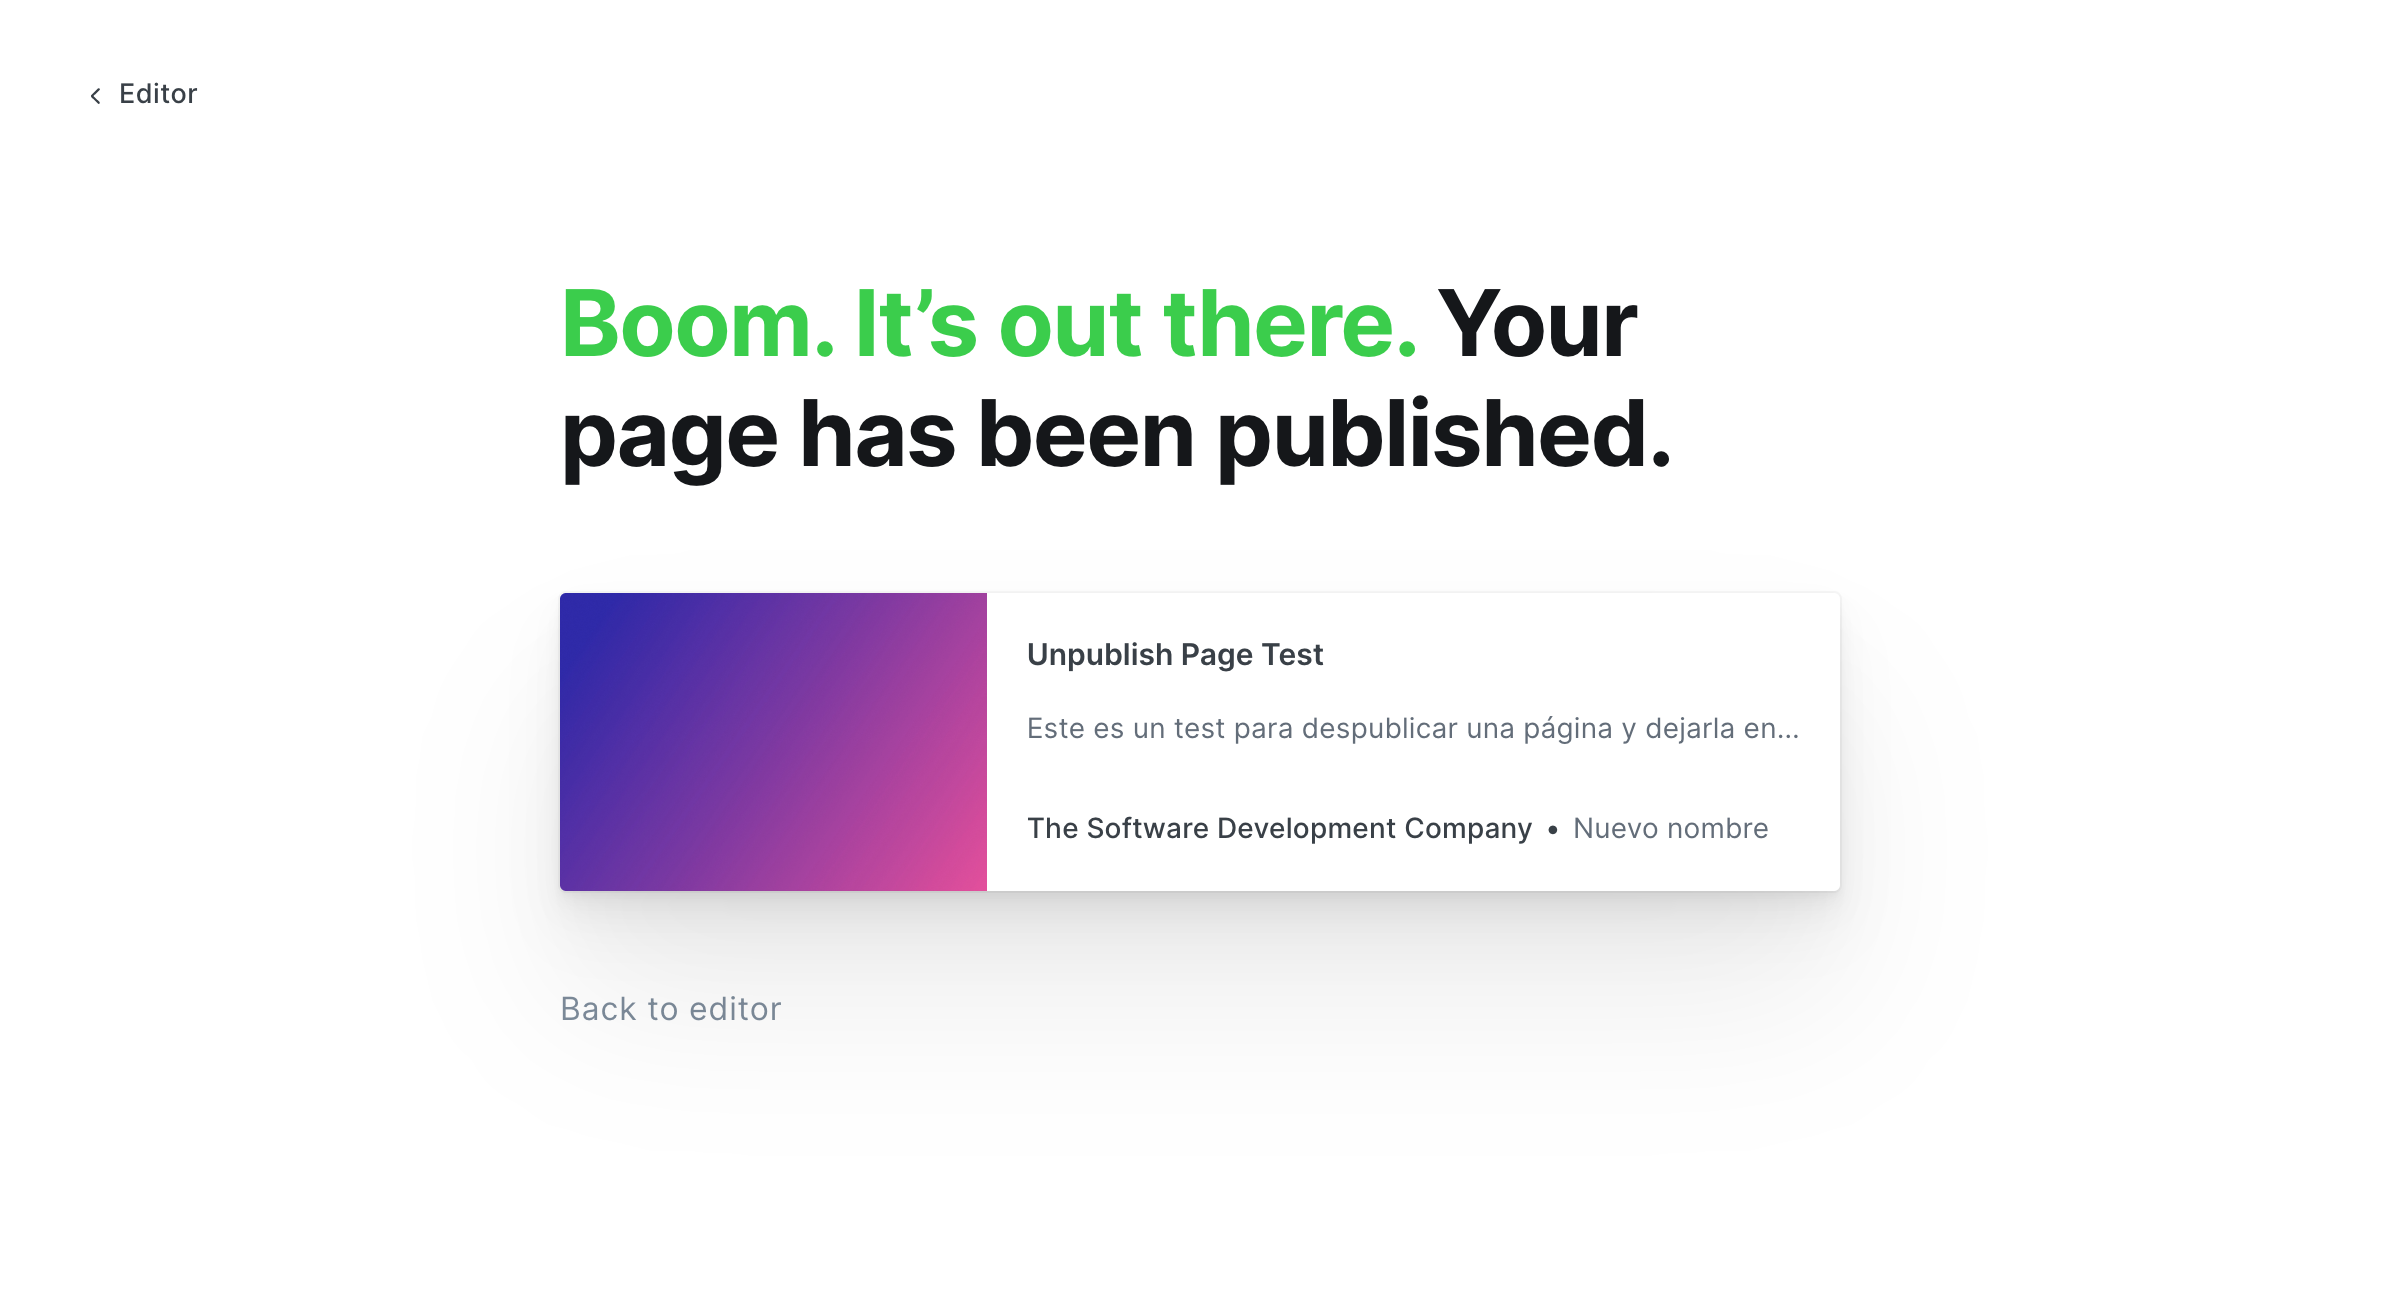 Editor
Boom. It’s out there. Your
page has been published.
Unpublish Page Test
Este es un test para despublicar una página y dejarla en...
The Software Development Company • Nuevo nombre
Back to editor